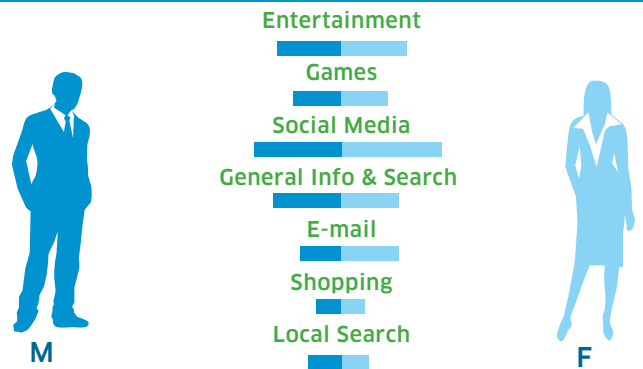 Entertainment
Games
Social Media
General Info & Search
E-mail
Shopping
Local Search
M
F